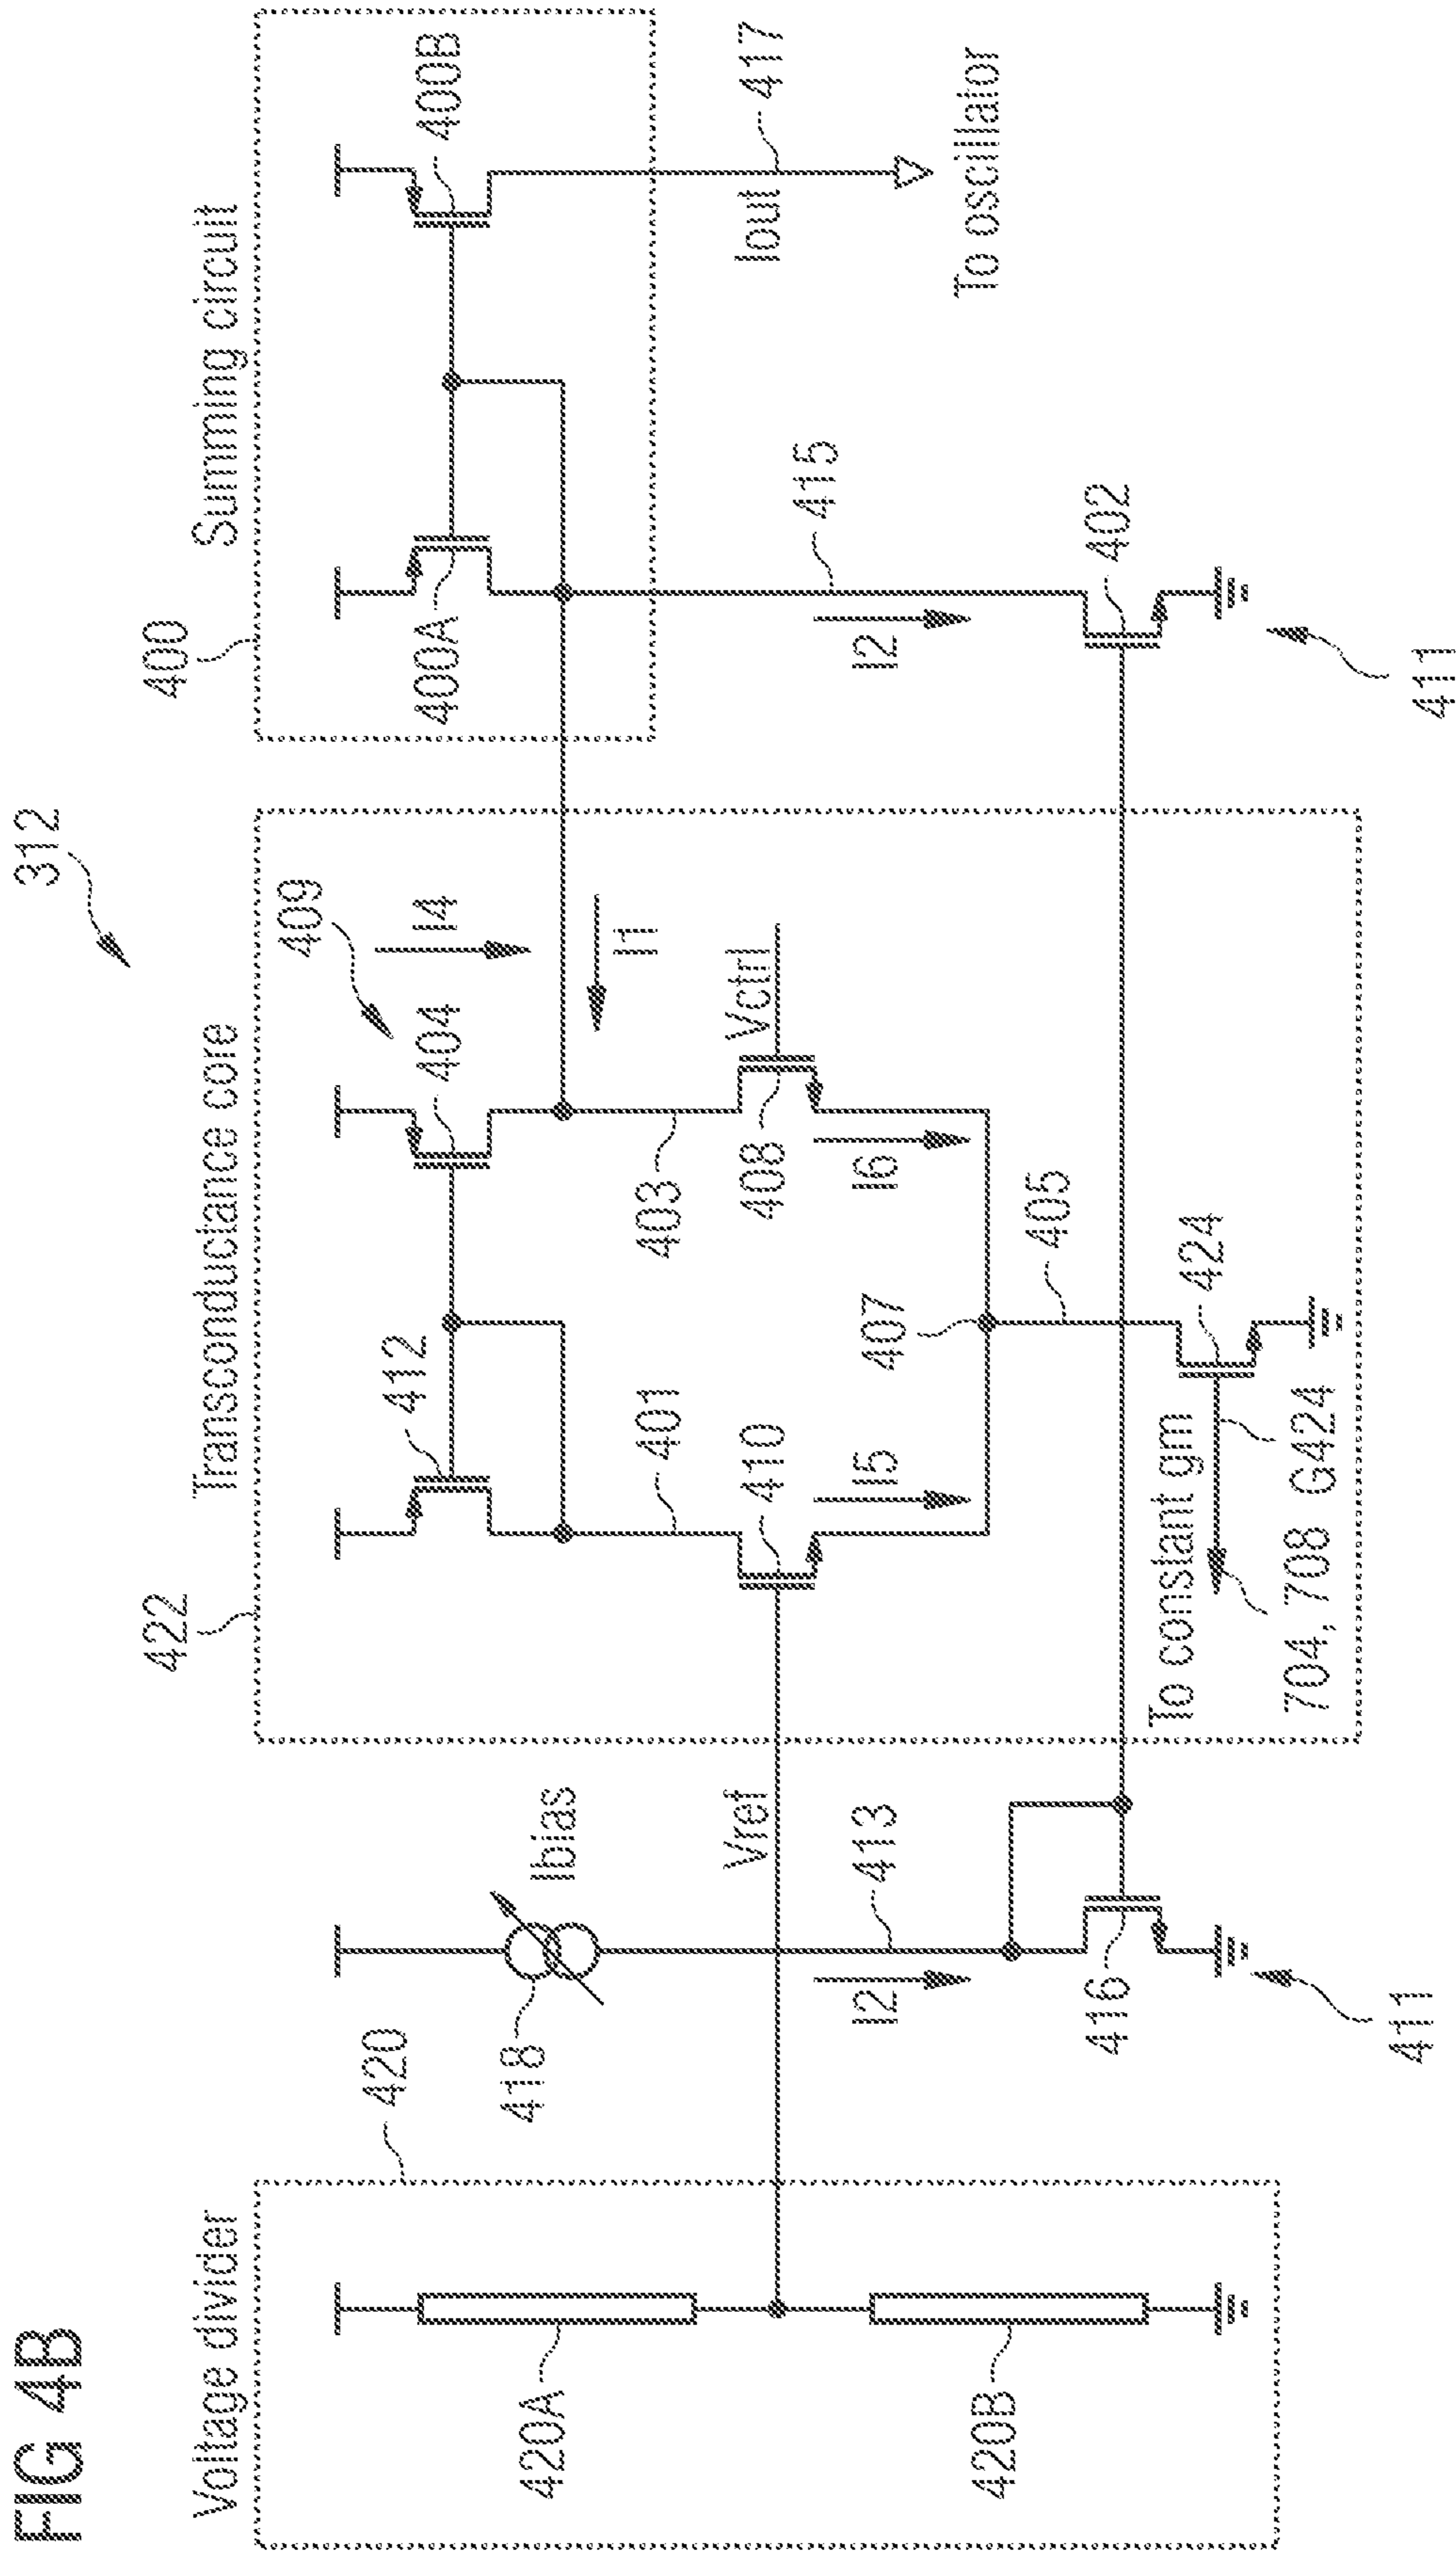 FIG 4B
312
Voltage divider
420
420A
420B
418
Ibias
Vref
I2
413
416
411
422
Transconductance core
412
409
404
I4
I1
401
403
410
408
Vctrl
I5
I6
407
405
424
To constant gm
704, 708 G424
400
Summing circuit
400A
400B
415
I2
402
411
Iout
417
To oscillator